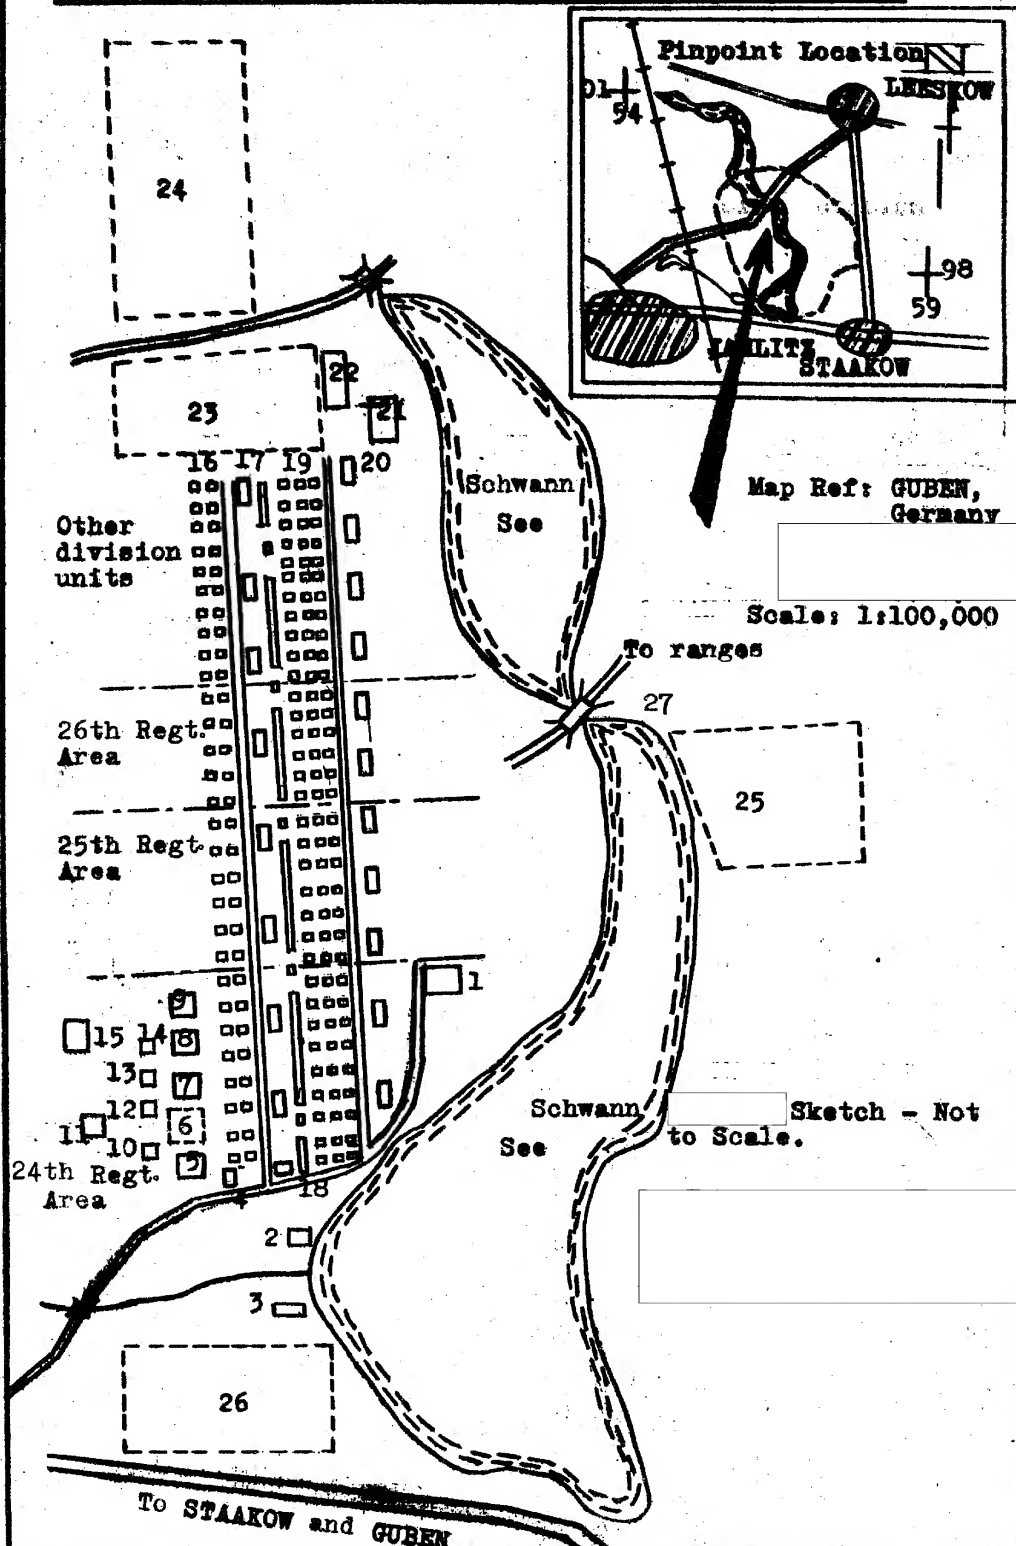 Pinpoint Location
LEESKOW
01
54
98
59
JAMLITZ
STAAKOW
24
22
23
21
16 17 19 20
Schwann
See
Map Ref: GUBEN,
Germany
Other
division
units
Scale: 1:100,000
To ranges
27
26th Regt.
Area
25
25th Regt.
Area
1
9
15 14 8
13 7
12
11 6
10 5
24th Regt.
Area
4 18
Schwann
See
Sketch - Not
to Scale.
2
3
26
To STAAKOW and GUBEN